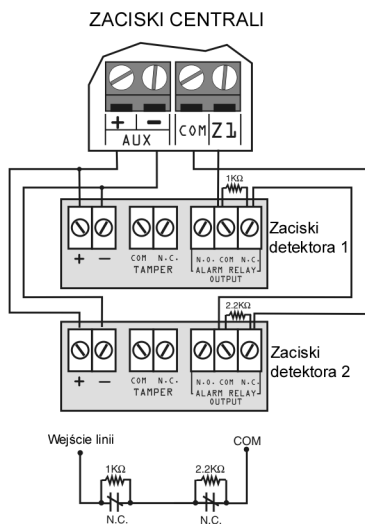 ZACISKI CENTRALI
+ − COM Z1
AUX
1KΩ
Zaciski
detektora 1
+ − COM N.C. N.O. COM N.C.
TAMPER ALARM RELAY
OUTPUT
2.2KΩ
Zaciski
detektora 2
+ − COM N.C. N.O. COM N.C.
TAMPER ALARM RELAY
OUTPUT
Wejście linii COM
1KΩ 2.2KΩ
N.C. N.C.